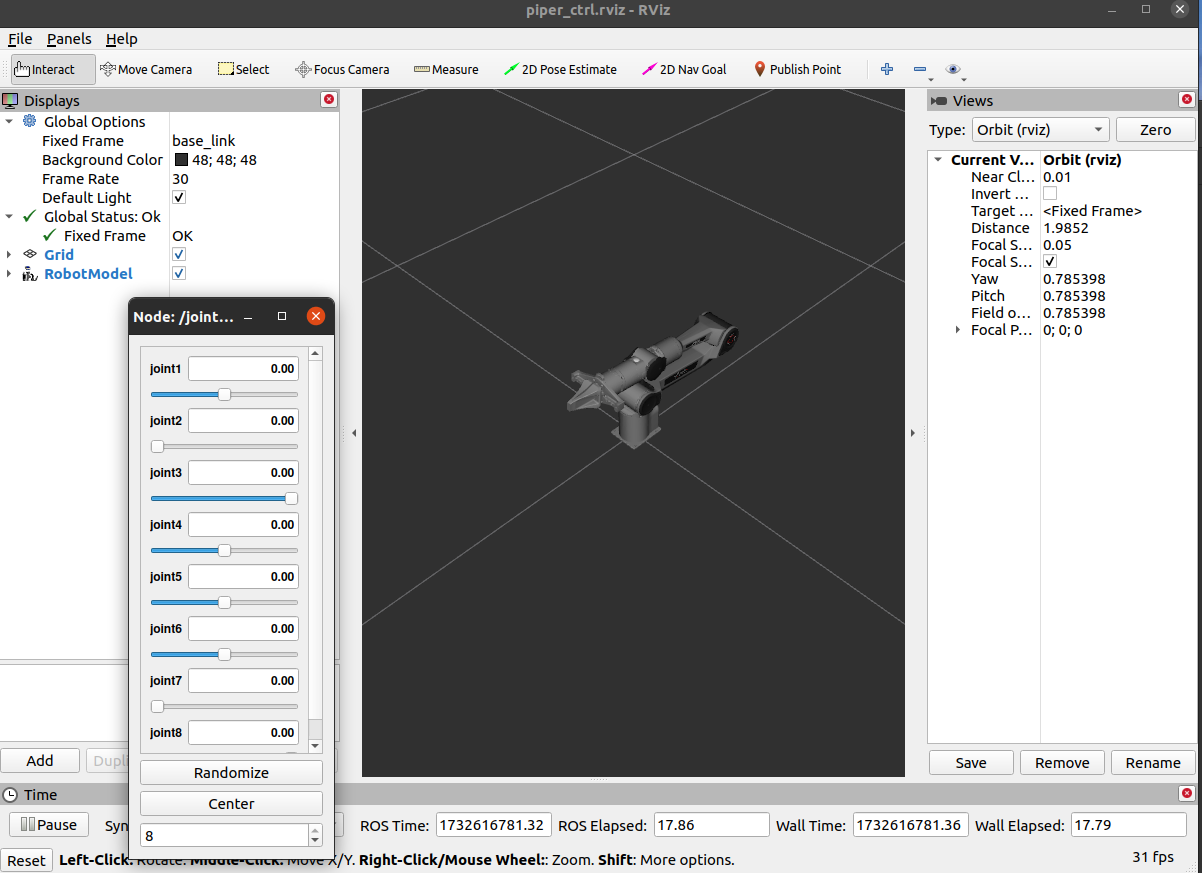 piper_ctrl.rviz - RViz
File Panels Help
Interact Move Camera Select Focus Camera Measure 2D Pose Estimate 2D Nav Goal Publish Point
Displays
Global Options
Fixed Frame base_link
Background Color 48; 48; 48
Frame Rate 30
Default Light
Global Status: Ok
Fixed Frame OK
Grid
RobotModel
Node: /joint...
joint1 0.00
joint2 0.00
joint3 0.00
joint4 0.00
joint5 0.00
joint6 0.00
joint7 0.00
joint8 0.00
Randomize
Center
8
Add Dupli
Views
Type: Orbit (rviz) Zero
Current V... Orbit (rviz)
Near Cl... 0.01
Invert ...
Target ... <Fixed Frame>
Distance 1.9852
Focal S... 0.05
Focal S...
Yaw 0.785398
Pitch 0.785398
Field o... 0.785398
Focal P... 0; 0; 0
Save Remove Rename
Time
Pause Syn ROS Time: 1732616781.32 ROS Elapsed: 17.86 Wall Time: 1732616781.36 Wall Elapsed: 17.79
Reset Left-Click: Rotate. Middle-Click: Move X/Y. Right-Click/Mouse Wheel:: Zoom. Shift: More options. 31 fps